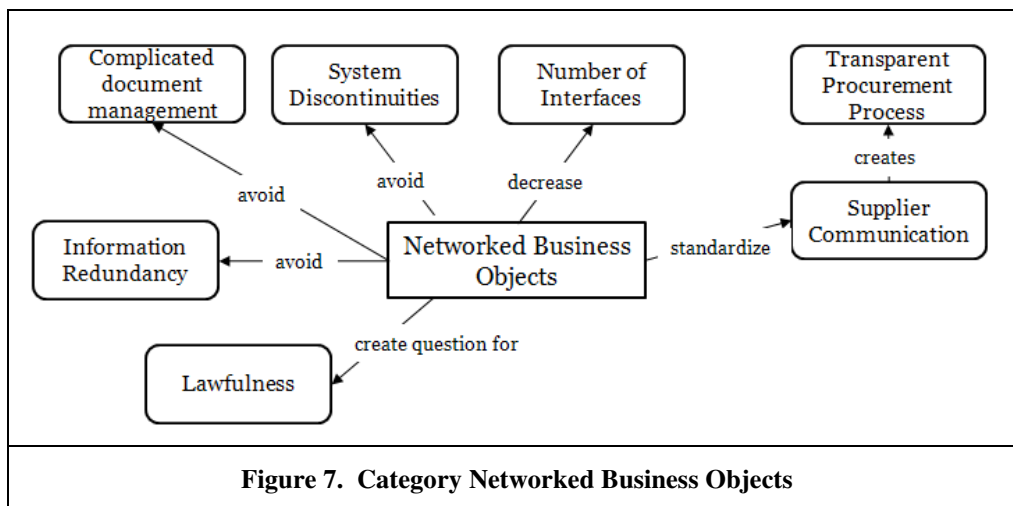 Complicated
document
management
System
Discontinuities
Number of
Interfaces
Transparent
Procurement
Process
avoid
avoid
decrease
creates
Information
Redundancy
avoid
Networked Business
Objects
standardize
Supplier
Communication
create question for
Lawfulness
Figure 7. Category Networked Business Objects